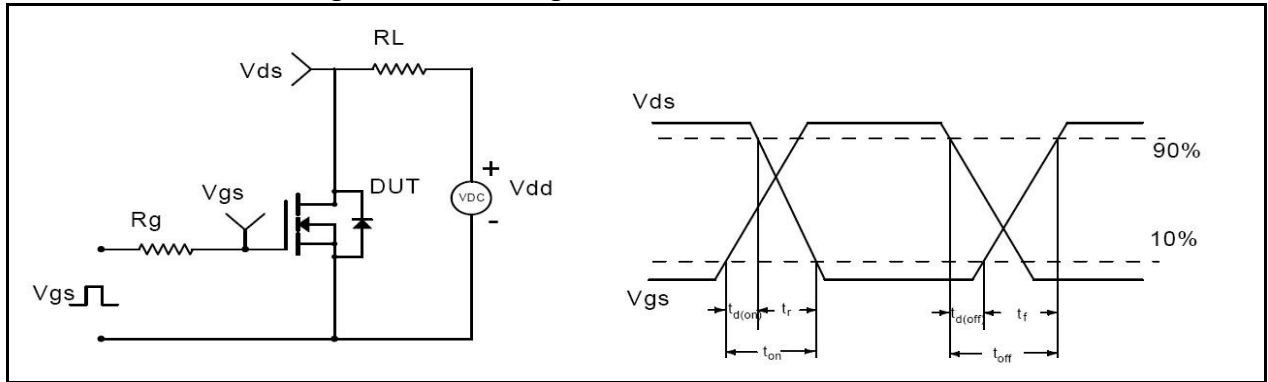 RL
Vds
Vgs
DUT
+
VDC
Vdd
-
Rg
Vgs
Vds
90%
10%
Vgs
td(on)
tr
td(off)
tf
ton
toff